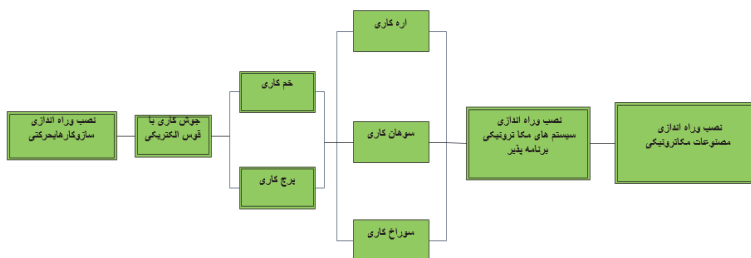 اره کاری
خم کاری
نصب وراه اندازی
سازوکارهایحرکتی
جوش کاری با
قوس الکتریکی
سوهان کاری
نصب وراه اندازی
سیستم های مکا ترونیکی
برنامه پذیر
نصب وراه اندازی
مصنوعات مکاترونیکی
پرچ کاری
سوراخ کاری